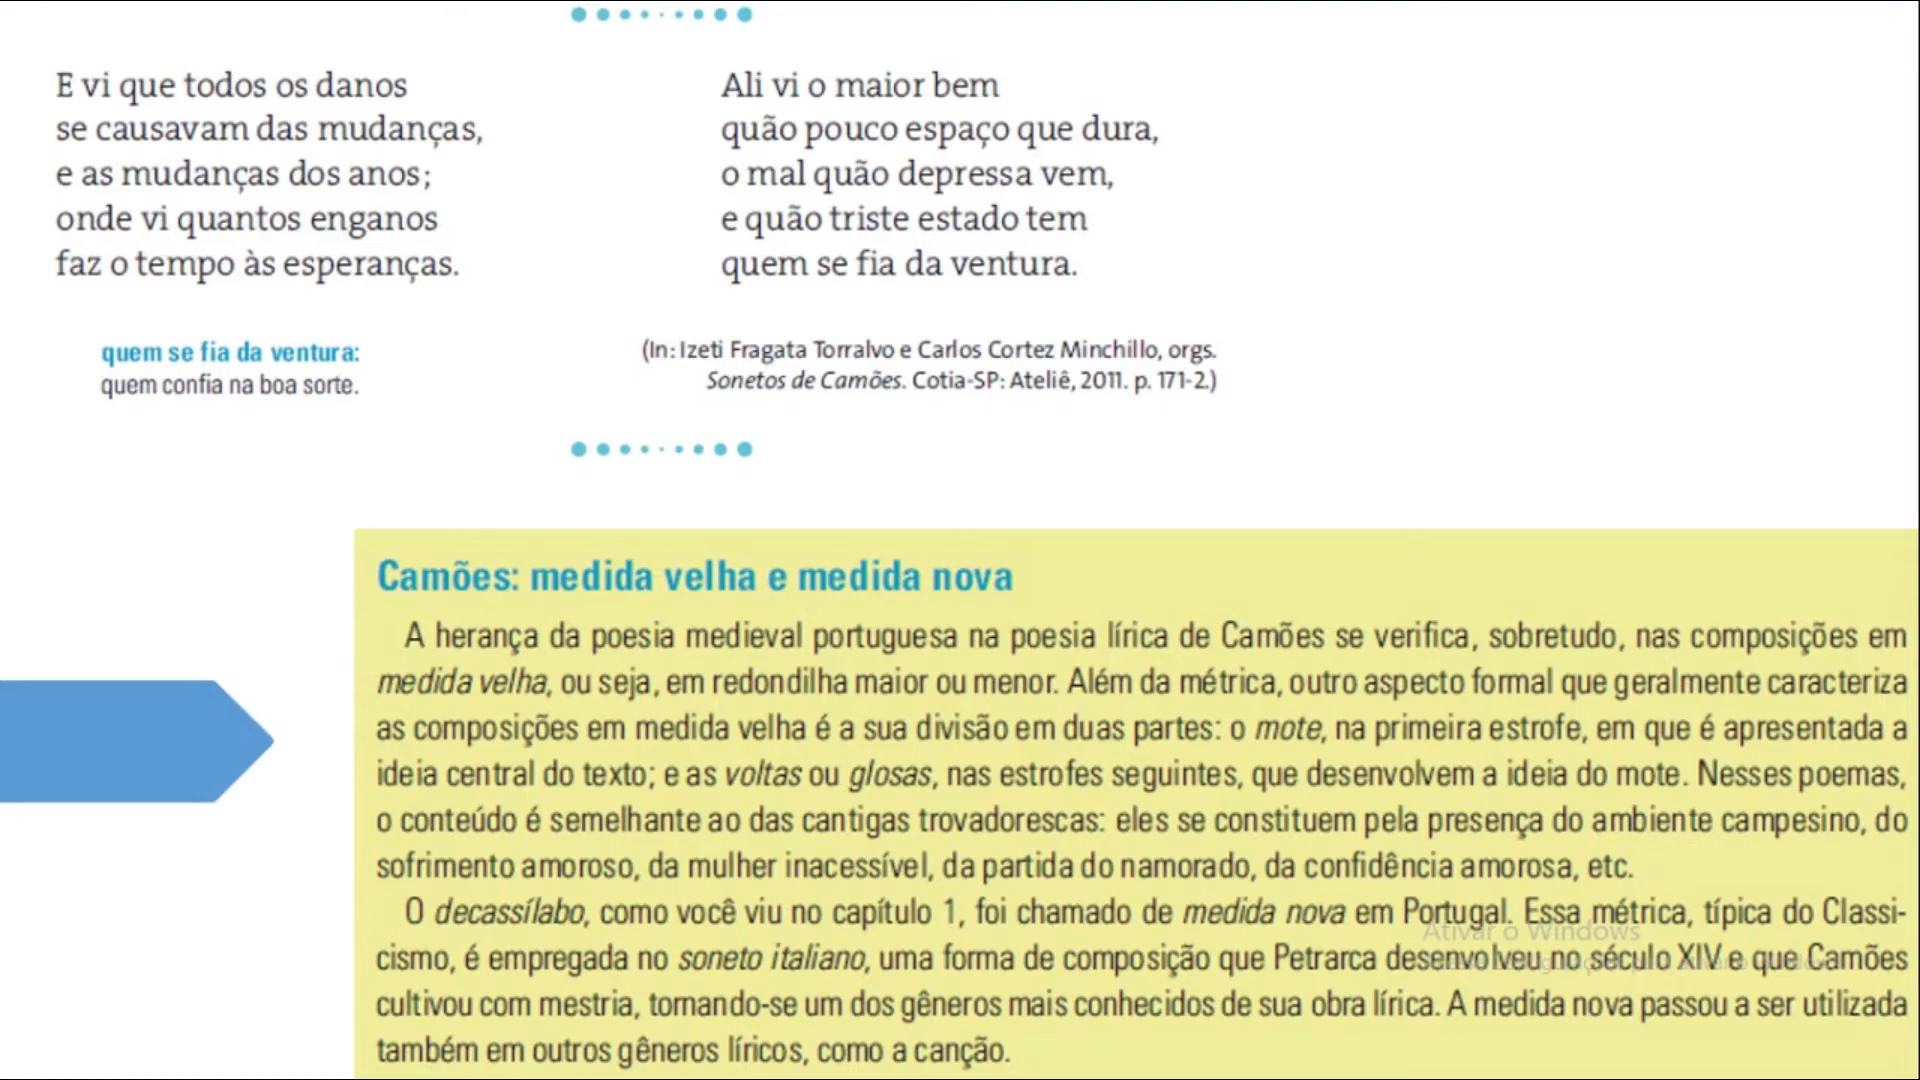 E vi que todos os danos
se causavam das mudanças,
e as mudanças dos anos;
onde vi quantos enganos
faz o tempo às esperanças.
Ali vi o maior bem
quão pouco espaço que dura,
o mal quão depressa vem,
e quão triste estado tem
quem se fia da ventura.
quem se fia da ventura:
quem confia na boa sorte.
(In: Izeti Fragata Torralvo e Carlos Cortez Minchillo, orgs.
Sonetos de Camões. Cotia-SP: Ateliê, 2011. p. 171-2.)
Camões: medida velha e medida nova
A herança da poesia medieval portuguesa na poesia lírica de Camões se verifica, sobretudo, nas composições em
medida velha, ou seja, em redondilha maior ou menor. Além da métrica, outro aspecto formal que geralmente caracteriza
as composições em medida velha é a sua divisão em duas partes: o mote, na primeira estrofe, em que é apresentada a
ideia central do texto; e as voltas ou glosas, nas estrofes seguintes, que desenvolvem a ideia do mote. Nesses poemas,
o conteúdo é semelhante ao das cantigas trovadorescas: eles se constituem pela presença do ambiente campesino, do
sofrimento amoroso, da mulher inacessível, da partida do namorado, da confidência amorosa, etc.
O decassílabo, como você viu no capítulo 1, foi chamado de medida nova em Portugal. Essa métrica, típica do Classi-
cismo, é empregada no soneto italiano, uma forma de composição que Petrarca desenvolveu no século XIV e que Camões
cultivou com mestria, tornando-se um dos gêneros mais conhecidos de sua obra lírica. A medida nova passou a ser utilizada
também em outros gêneros líricos, como a canção.
Ativar o Windows